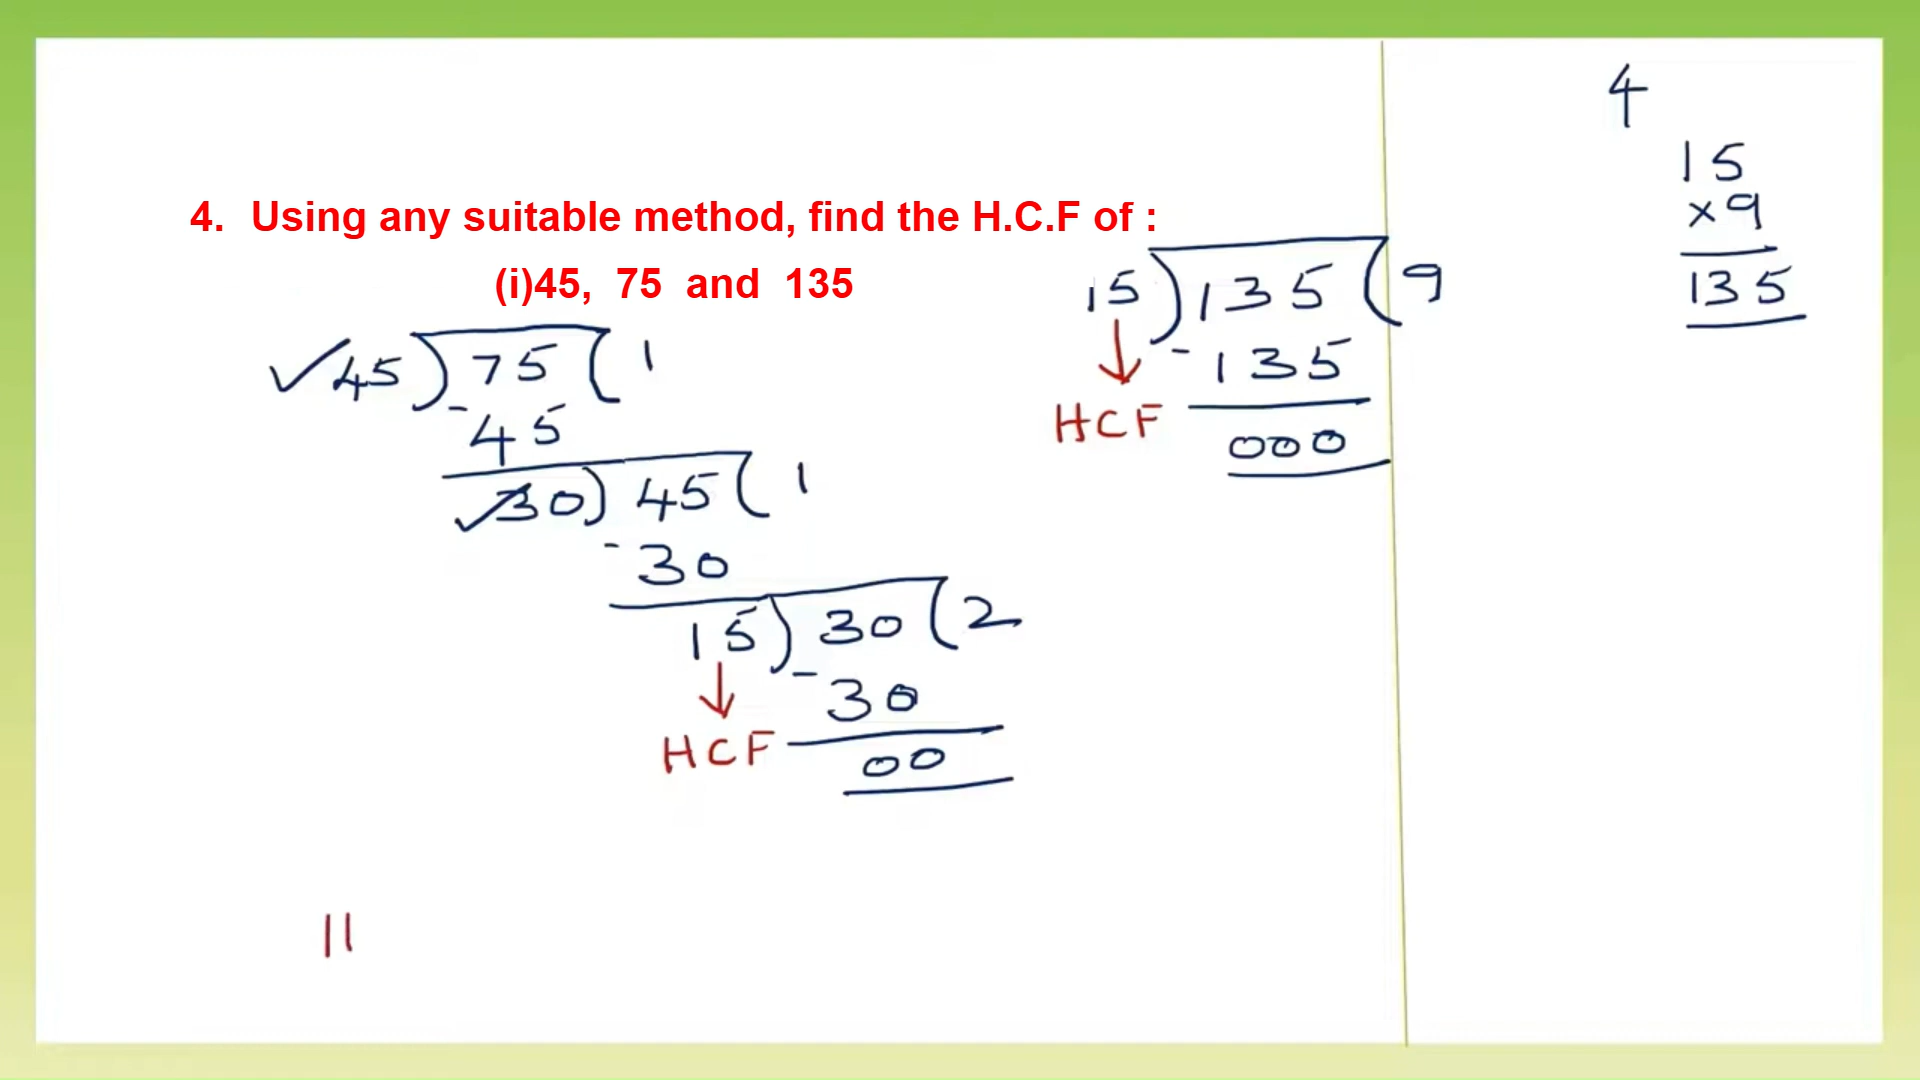 4. Using any suitable method, find the H.C.F of :
(i)45, 75 and 135
45) 75 ( 1
- 45
30) 45 ( 1
- 30
15) 30 ( 2
- 30
HCF
00
15) 135 ( 9
- 135
HCF
000
4
15
×9
135